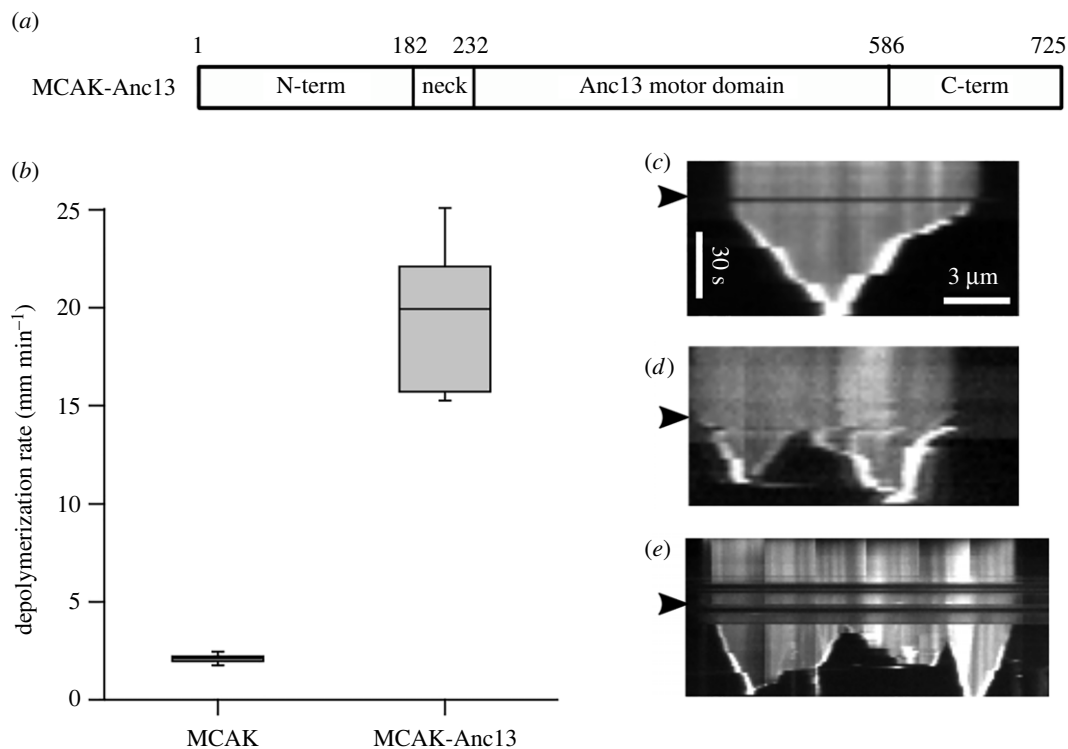 (a)
1 182 232 586 725
MCAK-Anc13 N-term neck Anc13 motor domain C-term
(b)
depolymerization rate (mm min⁻¹)
25
20
15
10
5
0
MCAK MCAK-Anc13
(c)
30 s
3 µm
(d)
(e)